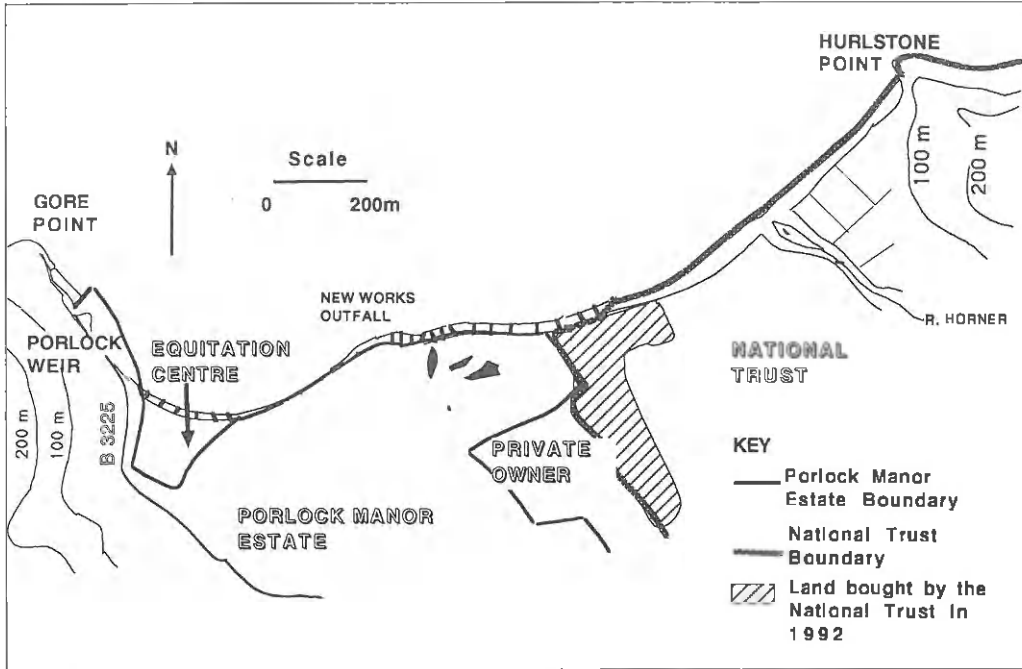 HURLSTONE
POINT
N
Scale
0 200m
GORE
POINT
100 m
200 m
NEW WORKS
OUTFALL
R. HORNER
PORLOCK
WEIR
EQUITATION
CENTRE
NATIONAL
TRUST
200 m
100 m
B 3225
PRIVATE
OWNER
PORLOCK MANOR
ESTATE
KEY
Porlock Manor
Estate Boundary
National Trust
Boundary
Land bought by the
National Trust In
1992